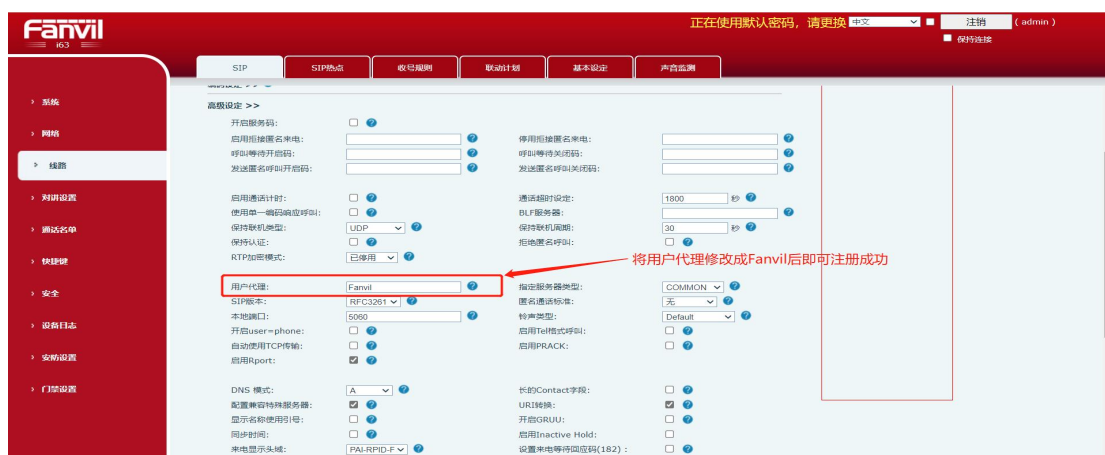 Fanvil
i63
正在使用默认密码，请更换 中文 注销 ( admin )
保持连接
SIP SIP热点 收号规则 联动计划 基本设定 声音监测
系统
网络
线路
对讲设置
通话名单
快捷键
安全
设备日志
安防设置
门禁设置
高级设定 >>
开启服务码:
启用拒接匿名来电: 停用拒接匿名来电:
呼叫等待开启码: 呼叫等待关闭码:
发送匿名呼叫开启码: 发送匿名呼叫关闭码:
启用通话计时: 通话超时设定: 1800 秒
使用单一编码响应呼叫: BLF服务器:
保持联机类型: UDP 保持联机周期: 30 秒
保持认证: 拒绝匿名呼叫:
RTP加密模式: 已停用
将用户代理修改成Fanvil后即可注册成功
用户代理: Fanvil 指定服务器类型: COMMON
SIP版本: RFC3261 匿名通话标准: 无
本地端口: 5060 铃声类型: Default
开启user=phone: 启用Tel格式呼叫:
自动使用TCP传输: 启用PRACK:
启用Rport:
DNS 模式: A 长的Contact字段:
配置兼容特殊服务器: URI转换:
显示名称使用引号: 开启GRUU:
同步时间: 启用Inactive Hold:
来电显示头域: PAI-RPID-F 设置来电等待回应码(182) :